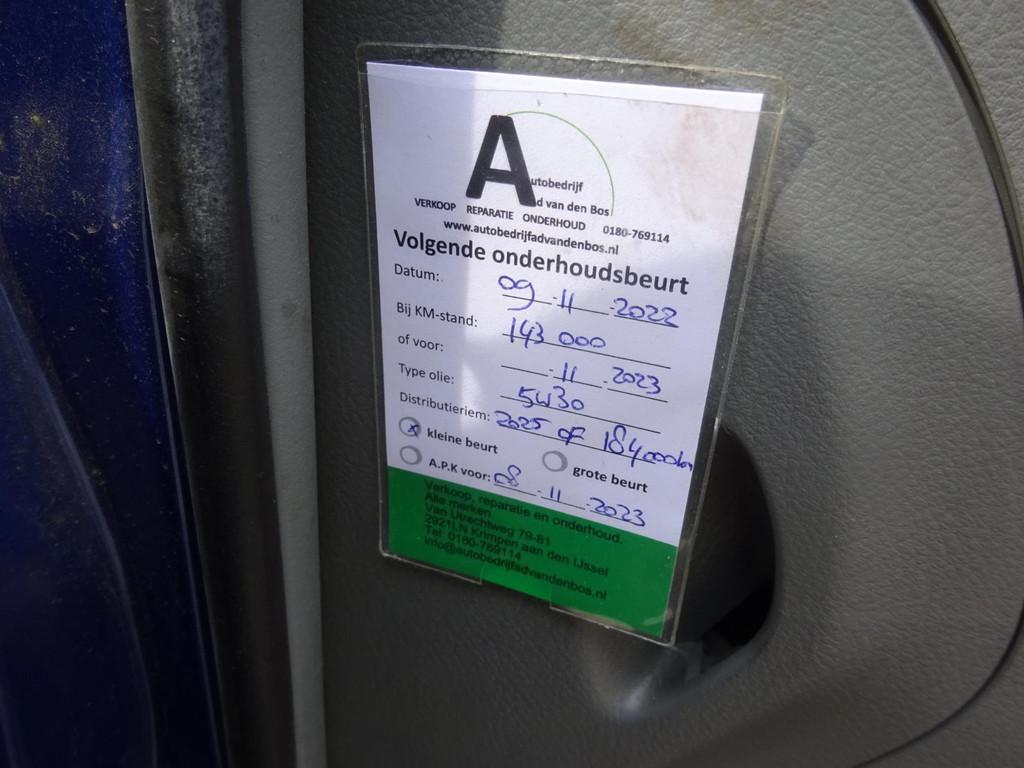 Autobedrijf
Ad van den Bos
VERKOOP REPARATIE ONDERHOUD 0180-769114
www.autobedrijfadvandenbos.nl
Volgende onderhoudsbeurt
Datum: 09-11-2022
Bij KM-stand: 143 000
of voor: -11-2023
Type olie: 5W30
Distributieriem: 2025 OF 184000km
x kleine beurt grote beurt
A.P.K voor: 08-11-2023
Verkoop, reparatie en onderhoud.
Alle merken.
Van Utrechtweg 79-81
2921LN Krimpen aan den IJssel
Tel: 0180-769114
info@autobedrijfadvandenbos.nl